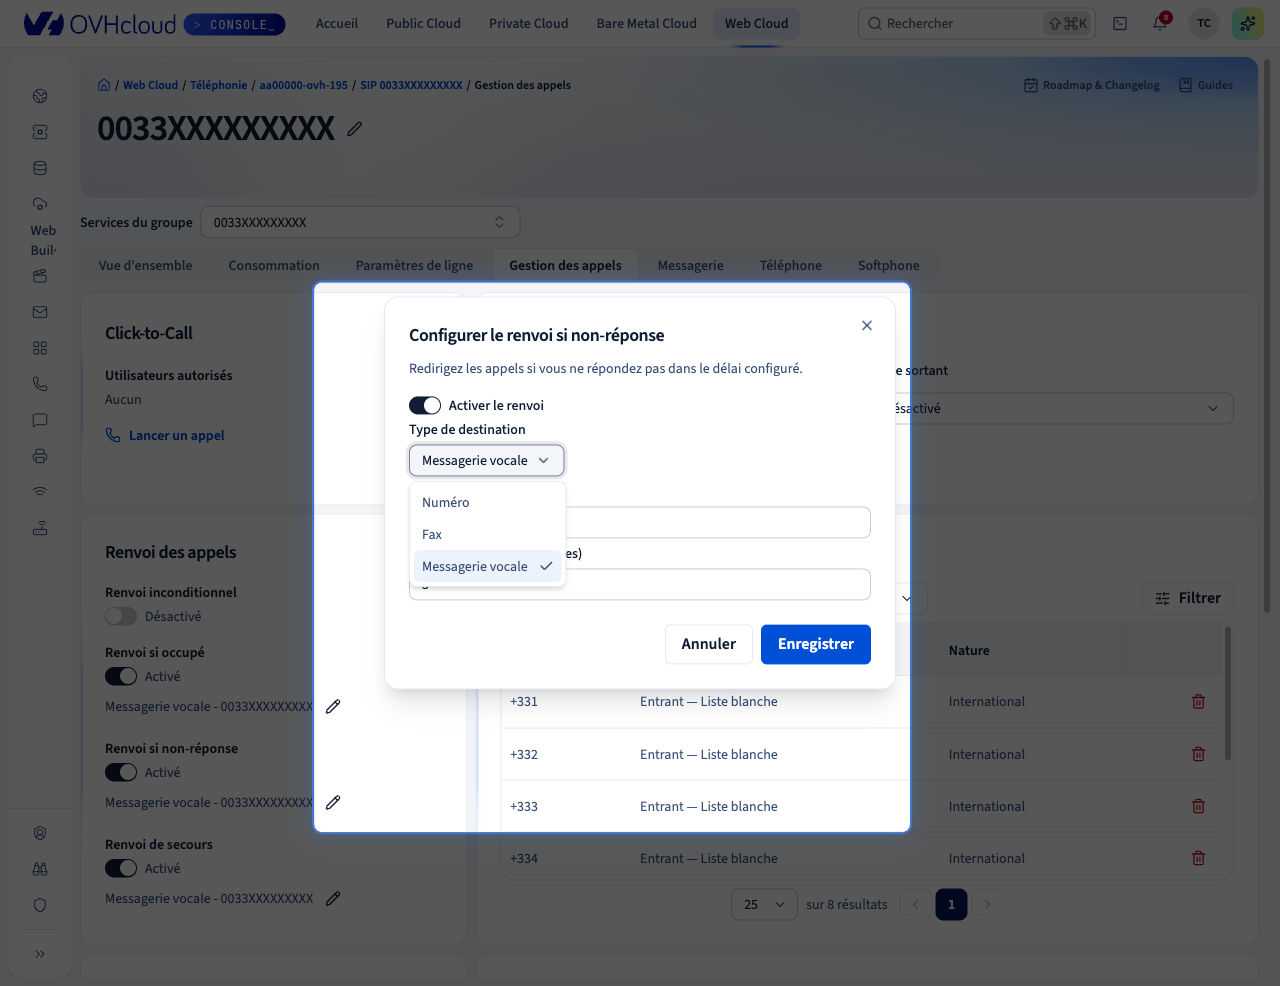 OVHcloud
> CONSOLE_
Accueil
Public Cloud
Private Cloud
Bare Metal Cloud
Web Cloud
Rechercher
⇧⌘K
8
TC
/ Web Cloud / Téléphonie / aa00000-ovh-195 / SIP 0033XXXXXXXXX / Gestion des appels
Roadmap & Changelog
Guides
0033XXXXXXXXX
Services du groupe
0033XXXXXXXXX
Web
Vue d'ensemble
Consommation
Paramètres de ligne
Gestion des appels
Messagerie
Téléphone
Softphone
Click-to-Call
Utilisateurs autorisés
Aucun
Lancer un appel
Configurer le renvoi si non-réponse
Redirigez les appels si vous ne répondez pas dans le délai configuré.
Activer le renvoi
Type de destination
Messagerie vocale
Numéro
Fax
Messagerie vocale
es)
Annuler
Enregistrer
e sortant
ésactivé
Renvoi des appels
Renvoi inconditionnel
Désactivé
Renvoi si occupé
Activé
Messagerie vocale - 0033XXXXXXXXX
Renvoi si non-réponse
Activé
Messagerie vocale - 0033XXXXXXXXX
Renvoi de secours
Activé
Messagerie vocale - 0033XXXXXXXXX
Filtrer
Nature
+331 Entrant — Liste blanche International
+332 Entrant — Liste blanche International
+333 Entrant — Liste blanche International
+334 Entrant — Liste blanche International
25
sur 8 résultats
1